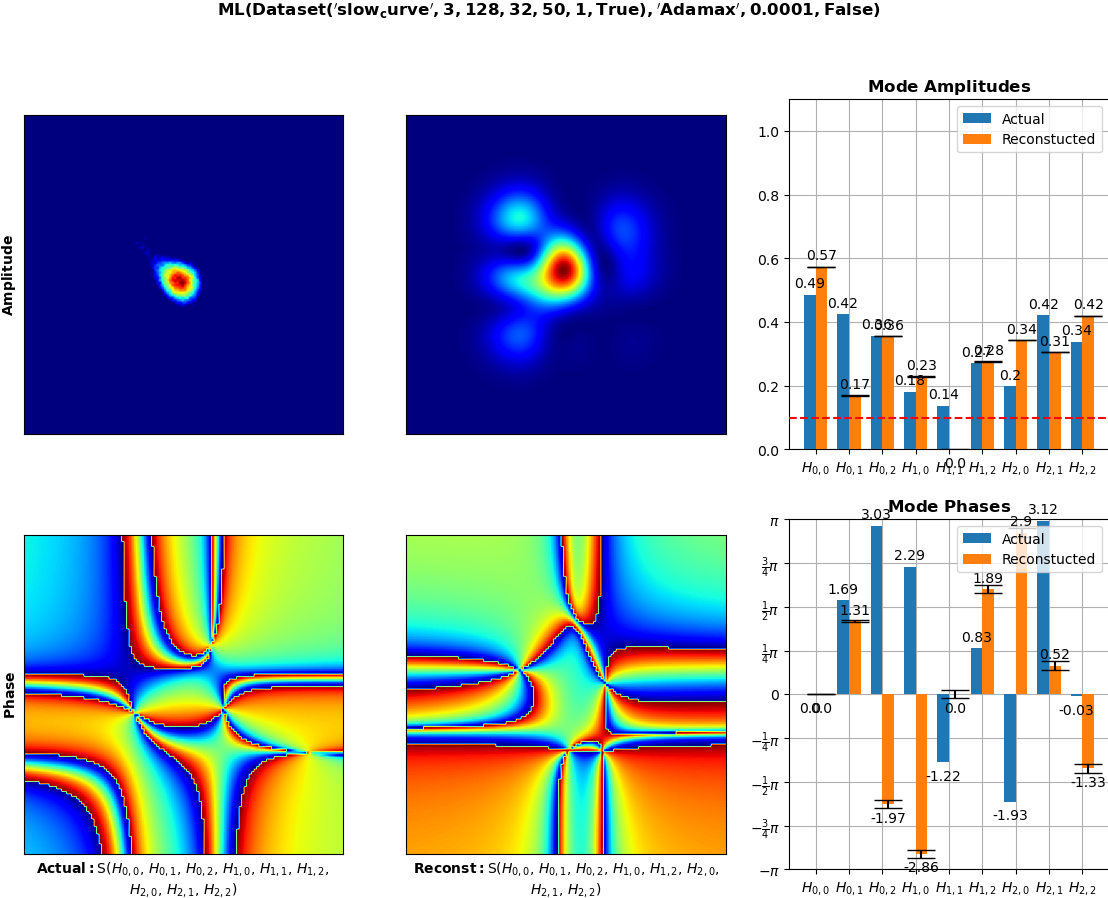 ML(Dataset('slow_curve', 3, 128, 32, 50, 1, True), 'Adamax', 0.0001, False)
Amplitude
Mode Amplitudes
Actual
Reconstucted
1.0
0.8
0.6
0.4
0.2
0.0
0.49
0.57
0.42
0.17
0.36
0.36
0.18
0.23
0.14
0.0
0.27
0.28
0.2
0.34
0.42
0.31
0.34
0.42
H0,0 H0,1 H0,2 H1,0 H1,1 H1,2 H2,0 H2,1 H2,2
Phase
Actual: S(H0,0, H0,1, H0,2, H1,0, H1,1, H1,2,
H2,0, H2,1, H2,2)
Reconst: S(H0,0, H0,1, H0,2, H1,0, H1,2, H2,0,
H2,1, H2,2)
Mode Phases
Actual
Reconstucted
π
3/4π
1/2π
1/4π
0
−1/4π
−1/2π
−3/4π
−π
0.0
0.0
1.69
1.31
3.03
-1.97
2.29
-2.86
-1.22
0.0
0.83
1.89
-1.93
2.9
3.12
0.52
-0.03
-1.33
H0,0 H0,1 H0,2 H1,0 H1,1 H1,2 H2,0 H2,1 H2,2